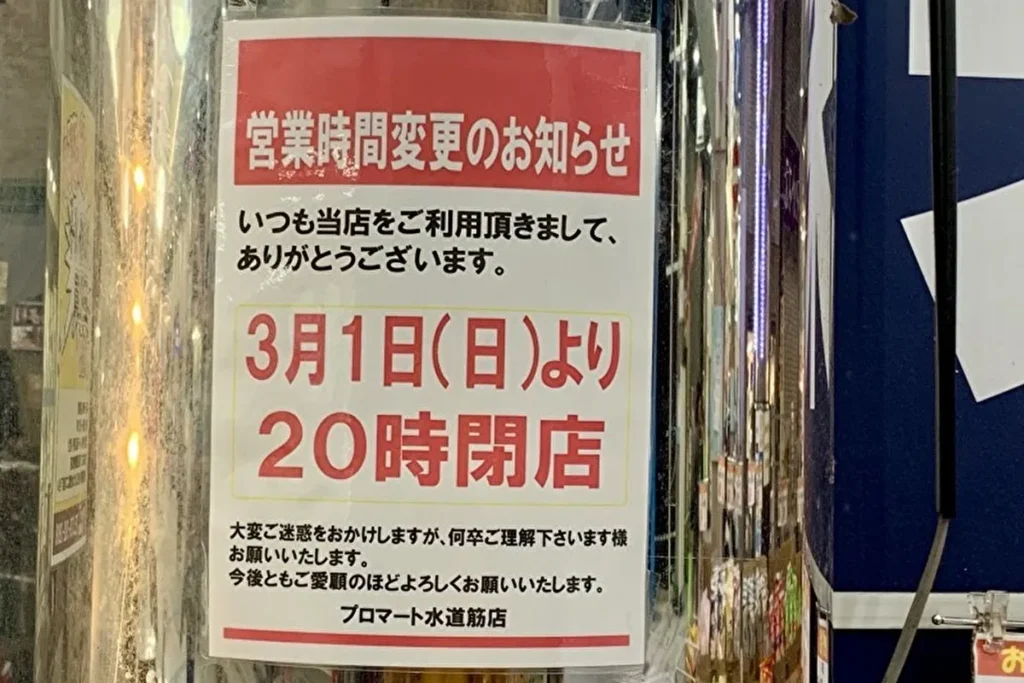 営業時間変更のお知らせ
いつも当店をご利用頂きまして、
ありがとうございます。
3月1日(日)より
20時閉店
大変ご迷惑をおかけしますが、何卒ご理解下さいます様
お願いいたします。
今後ともご愛顧のほどよろしくお願いいたします。
プロマート水道筋店
お